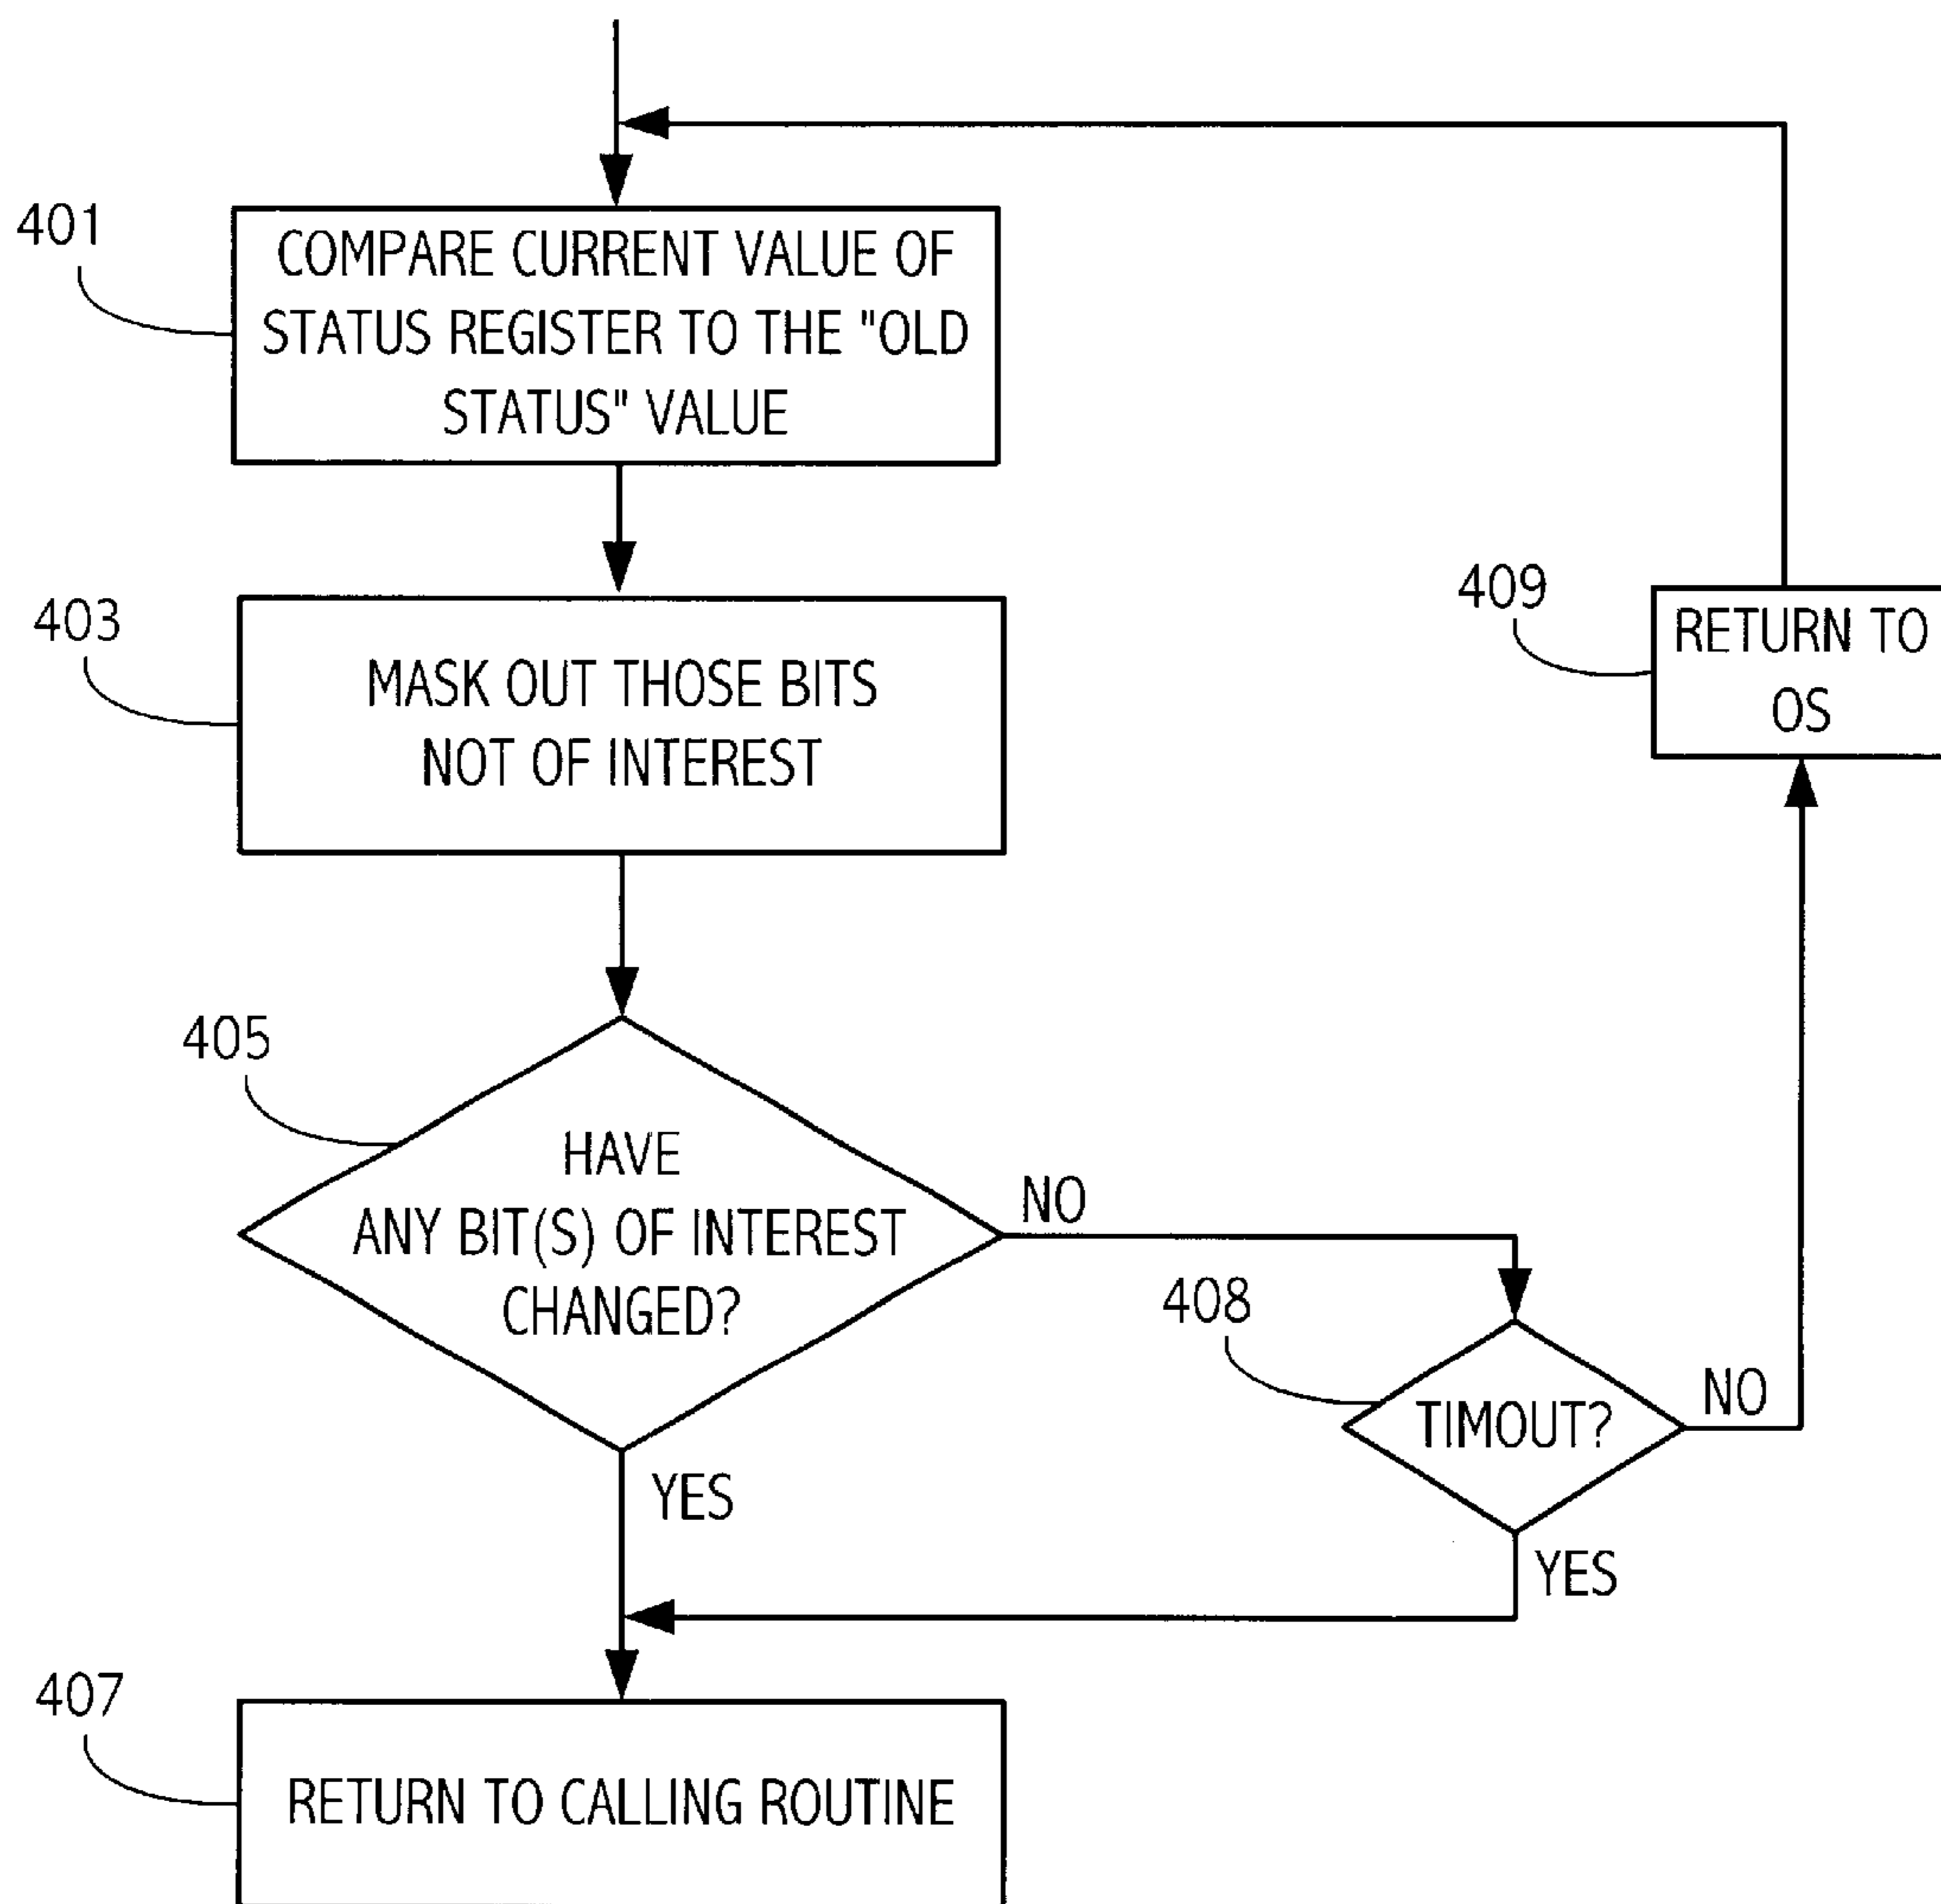 401
COMPARE CURRENT VALUE OF
STATUS REGISTER TO THE "OLD
STATUS" VALUE
403
MASK OUT THOSE BITS
NOT OF INTEREST
409
RETURN TO
OS
405
HAVE
ANY BIT(S) OF INTEREST
CHANGED?
NO
408
TIMOUT?
NO
YES
YES
407
RETURN TO CALLING ROUTINE